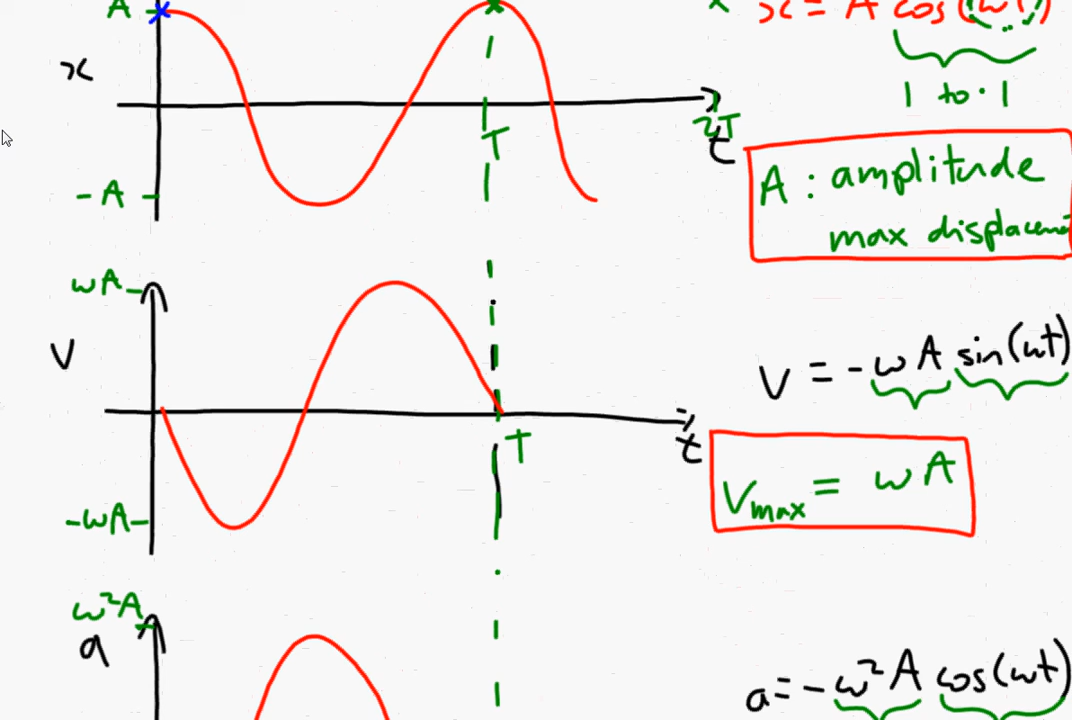 A
x = A cos(ωt)
x
1 to -1
2T
T
t
-A
A : amplitude
max displacem
ωA
V
V = -ωA sin(ωt)
t
T
Vmax = ωA
-ωA
ω²A
a
a = -ω²A cos(ωt)